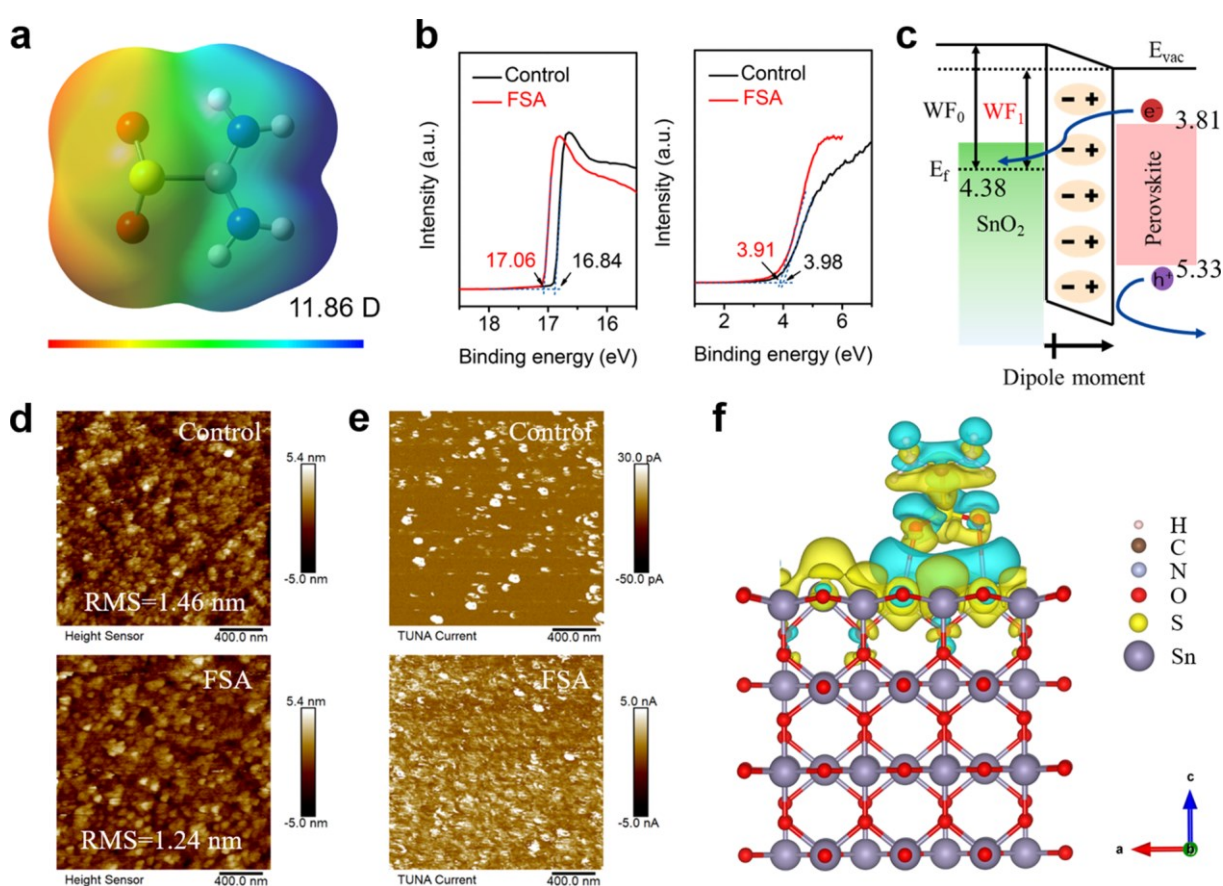 a
11.86 D
b
Intensity (a.u.)
Control
FSA
17.06
16.84
18
17
16
Binding energy (eV)
Intensity (a.u.)
Control
FSA
3.91
3.98
2
4
6
Binding energy (eV)
c
E_vac
WF₀
WF₁
e⁻
3.81
E_f
4.38
SnO₂
- +
- +
- +
- +
- +
Perovskite
5.33
h⁺
Dipole moment
d
Control
RMS=1.46 nm
5.4 nm
-5.0 nm
Height Sensor
400.0 nm
FSA
RMS=1.24 nm
5.4 nm
-5.0 nm
Height Sensor
400.0 nm
e
Control
30.0 pA
-50.0 pA
TUNA Current
400.0 nm
FSA
5.0 nA
-5.0 nA
TUNA Current
400.0 nm
f
H
C
N
O
S
Sn
c
a
b